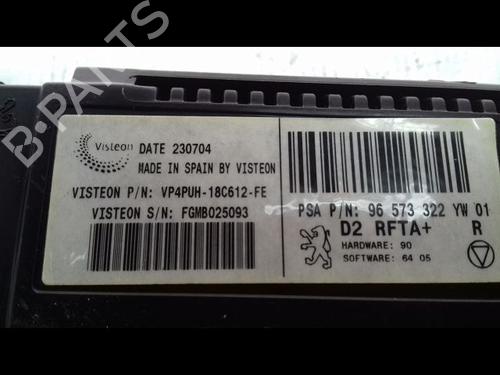 B-PARTS
Visteon
DATE 230704
MADE IN SPAIN BY VISTEON
VISTEON P/N: VP4PUH-18C612-FE
VISTEON S/N: FGMB025093
PSA P/N: 96 573 322 YW 01
D2 RFTA+ R
HARDWARE: 90
SOFTWARE: 64 05